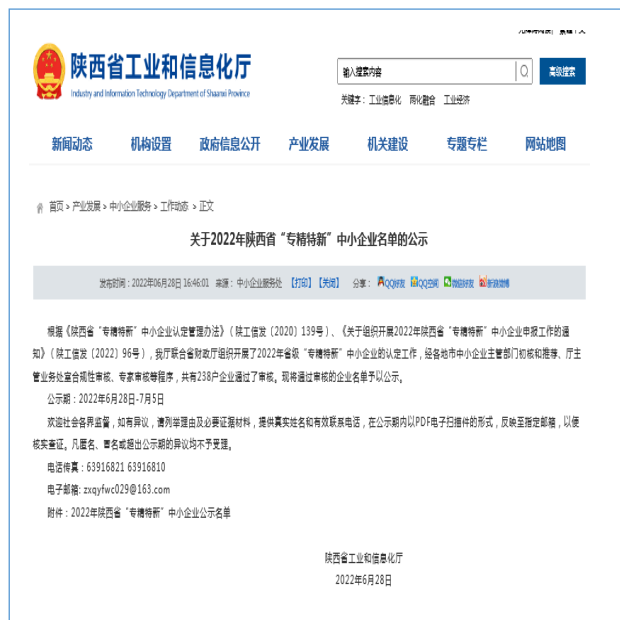 陕西省工业和信息化厅
Industry and Information Technology Department of Shaanxi Province
输入搜索内容
高级搜索
关键字：工业信息化 两化融合 工业经济
新闻动态 机构设置 政府信息公开 产业发展 机关建设 专题专栏 网站地图
首页 > 产业发展 > 中小企业服务 > 工作动态 > 正文
关于2022年陕西省“专精特新”中小企业名单的公示
发布时间：2022年06月28日 16:46:01 来源：中小企业服务处 【打印】【关闭】 分享： QQ好友 QQ空间 微信好友 新浪微博
根据《陕西省“专精特新”中小企业认定管理办法》（陕工信发〔2020〕139号）、《关于组织开展2022年陕西省“专精特新”中小企业申报工作的通
知》（陕工信发〔2022〕96号），我厅联合省财政厅组织开展了2022年省级“专精特新”中小企业的认定工作，经各地市中小企业主管部门初核和推荐、厅主
管业务处室合规性审核、专家审核等程序，共有238户企业通过了审核。现将通过审核的企业名单予以公示。
公示期：2022年6月28日-7月5日
欢迎社会各界监督，如有异议，请列举理由及必要证据材料，提供真实姓名和有效联系电话，在公示期内以PDF电子扫描件的形式，反映至指定邮箱，以便
核实查证。凡匿名、冒名或超出公示期的异议均不予受理。
电话传真：63916821 63916810
电子邮箱: zxqyfwc029@163.com
附件：2022年陕西省“专精特新”中小企业公示名单
陕西省工业和信息化厅
2022年6月28日